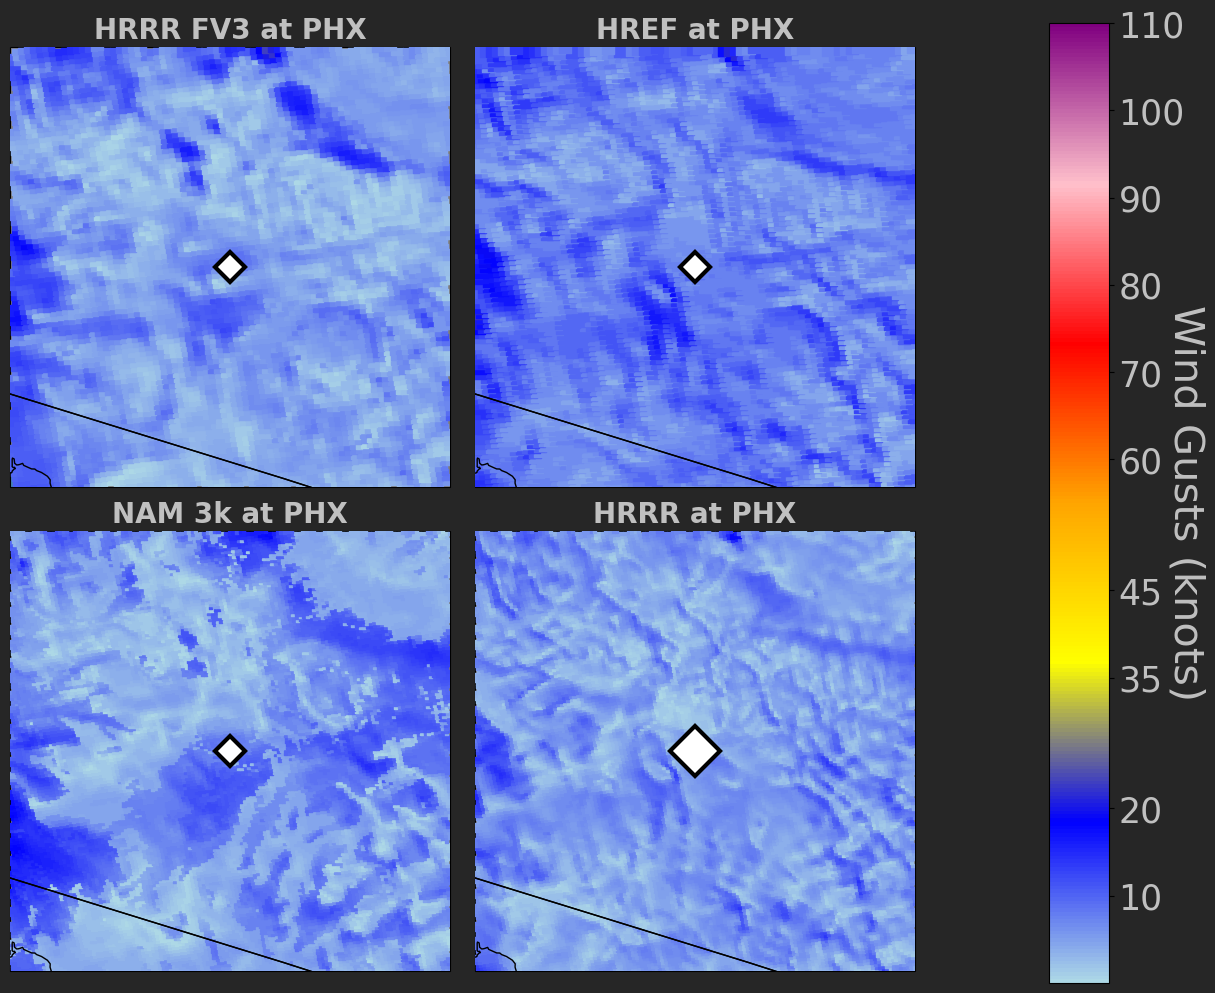 HRRR FV3 at PHX
HREF at PHX
NAM 3k at PHX
HRRR at PHX
110
100
90
80
70
60
45
35
20
10
Wind Gusts (knots)